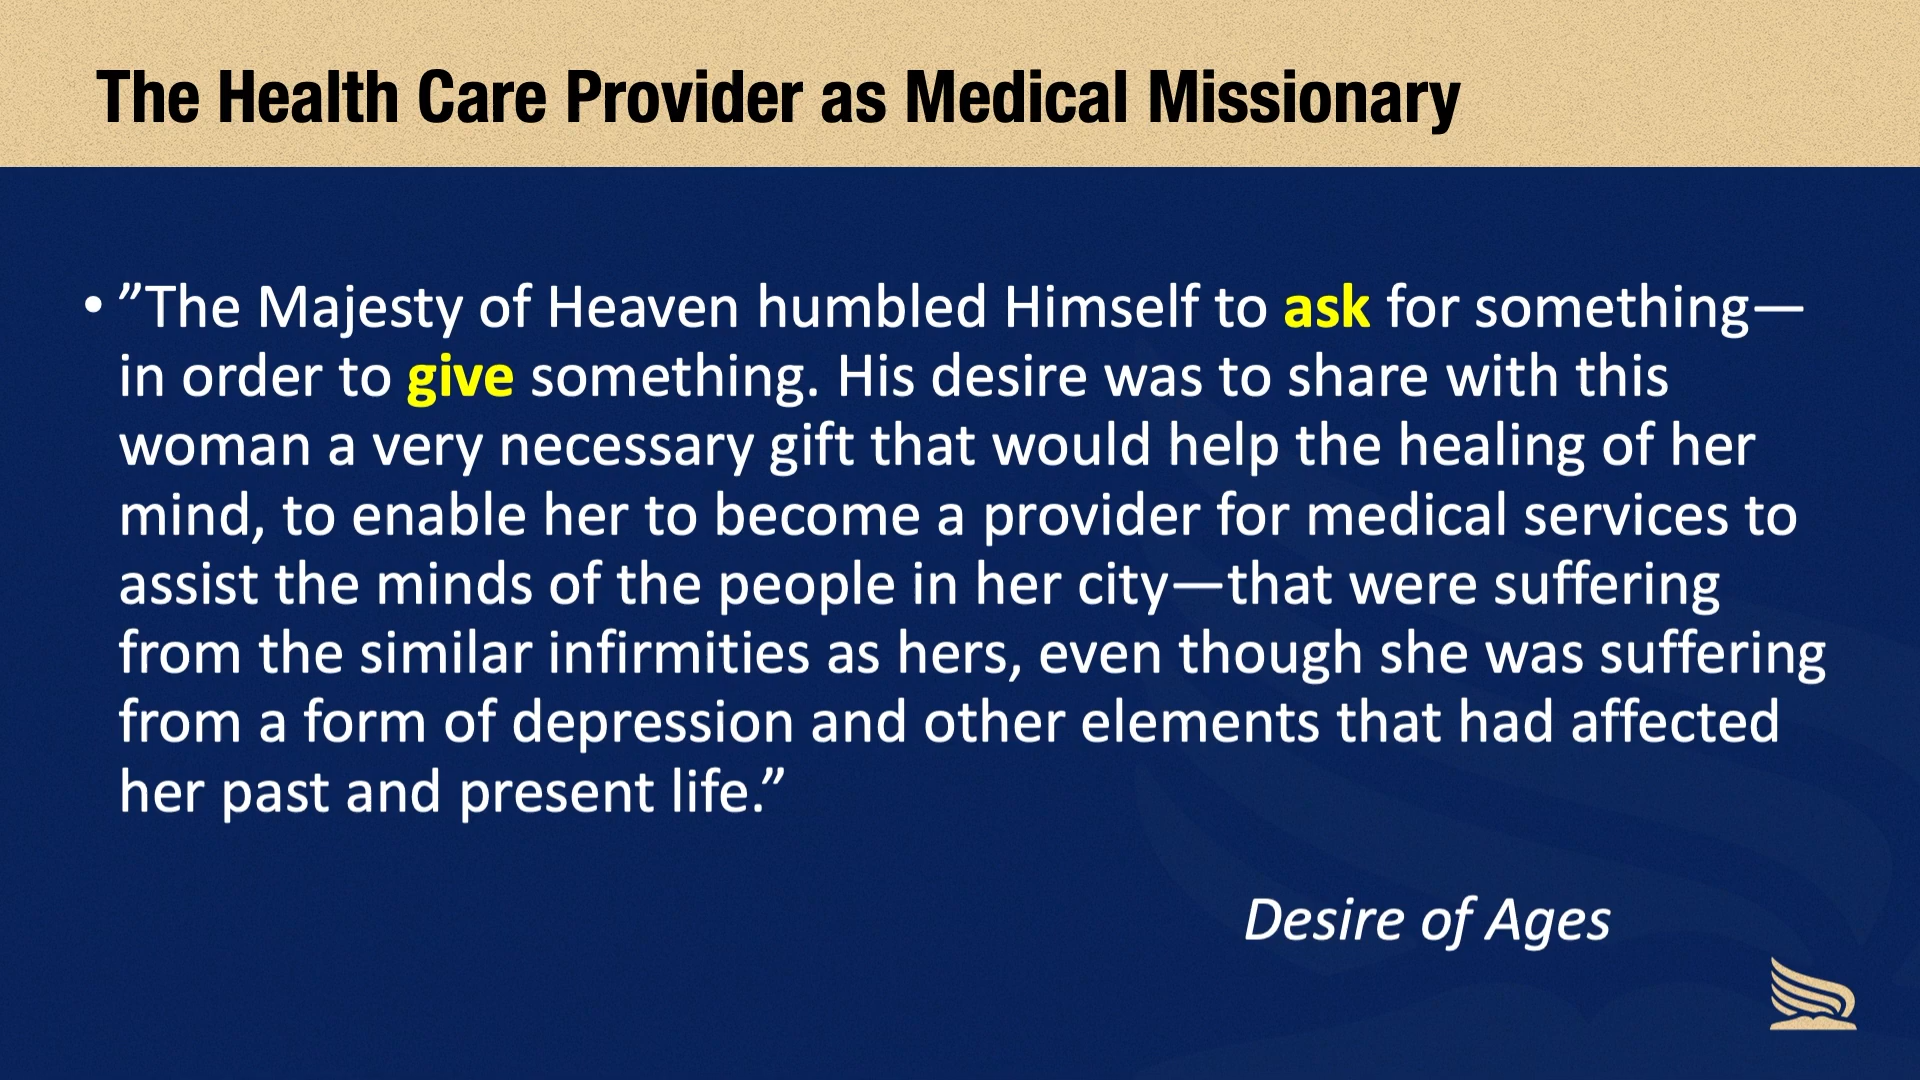 The Health Care Provider as Medical Missionary
• ”The Majesty of Heaven humbled Himself to ask for something—
in order to give something. His desire was to share with this
woman a very necessary gift that would help the healing of her
mind, to enable her to become a provider for medical services to
assist the minds of the people in her city—that were suffering
from the similar infirmities as hers, even though she was suffering
from a form of depression and other elements that had affected
her past and present life.”
Desire of Ages